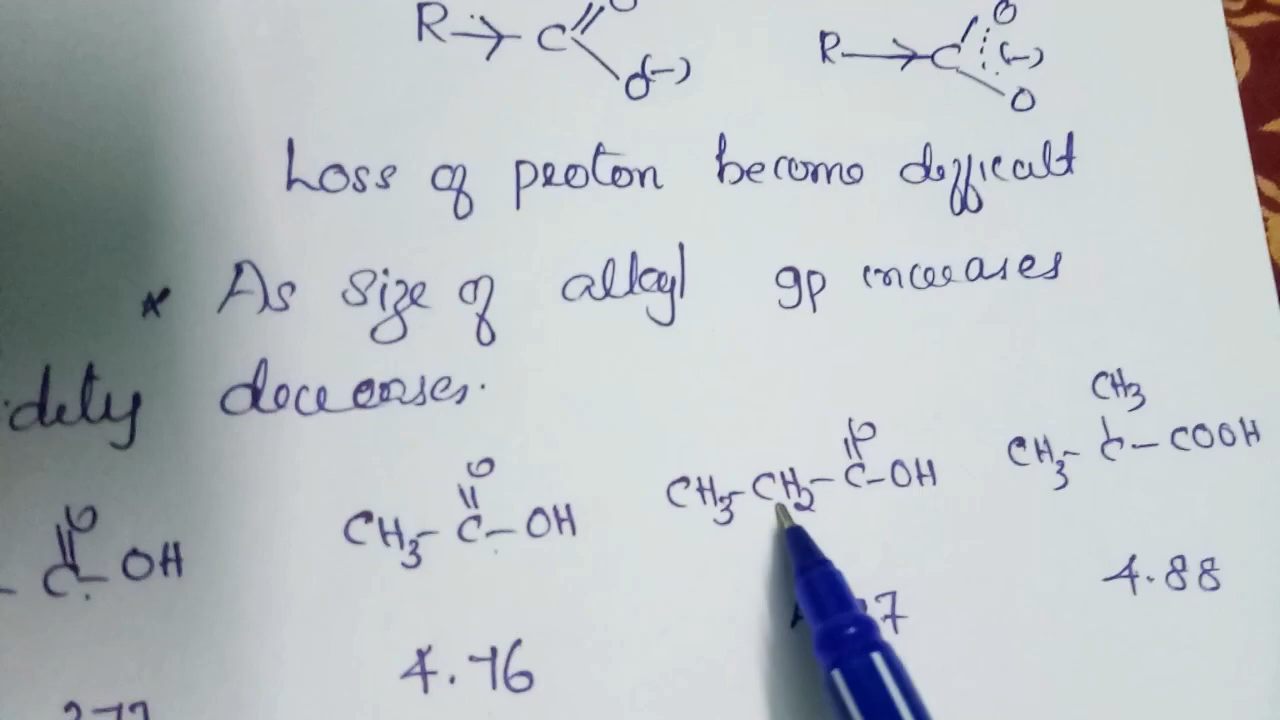 R → C O O(-) R → C O (-) O
Loss of proton become difficult
* As size of alkyl gp increases
dity decreases.
CH3
C O OH CH3-C-OH O CH3-CH2-C-OH O CH3-C-COOH
4.76 7 4.88